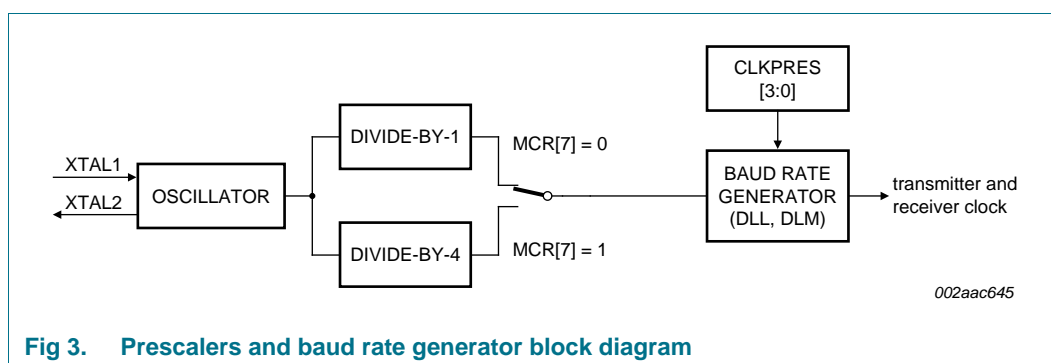 CLKPRES
[3:0]
DIVIDE-BY-1
MCR[7] = 0
XTAL1
XTAL2
OSCILLATOR
BAUD RATE
GENERATOR
(DLL, DLM)
transmitter and
receiver clock
DIVIDE-BY-4
MCR[7] = 1
002aac645
Fig 3. Prescalers and baud rate generator block diagram